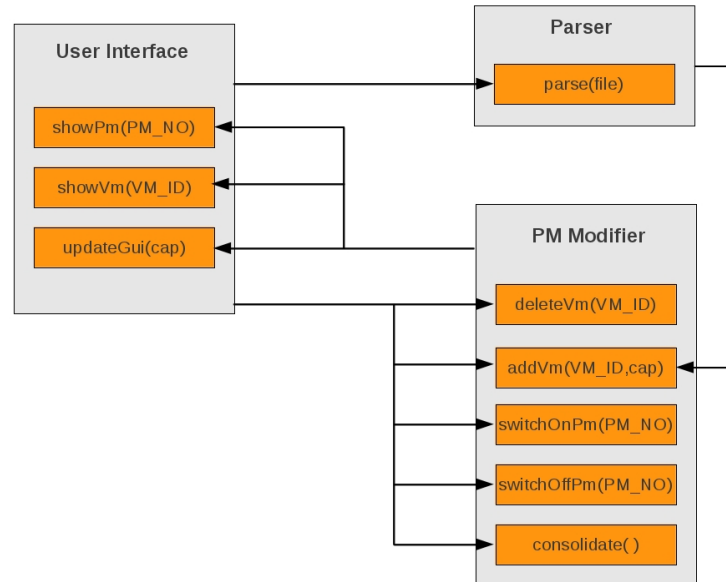 User Interface
showPm(PM_NO)
showVm(VM_ID)
updateGui(cap)
Parser
parse(file)
PM Modifier
deleteVm(VM_ID)
addVm(VM_ID,cap)
switchOnPm(PM_NO)
switchOffPm(PM_NO)
consolidate( )